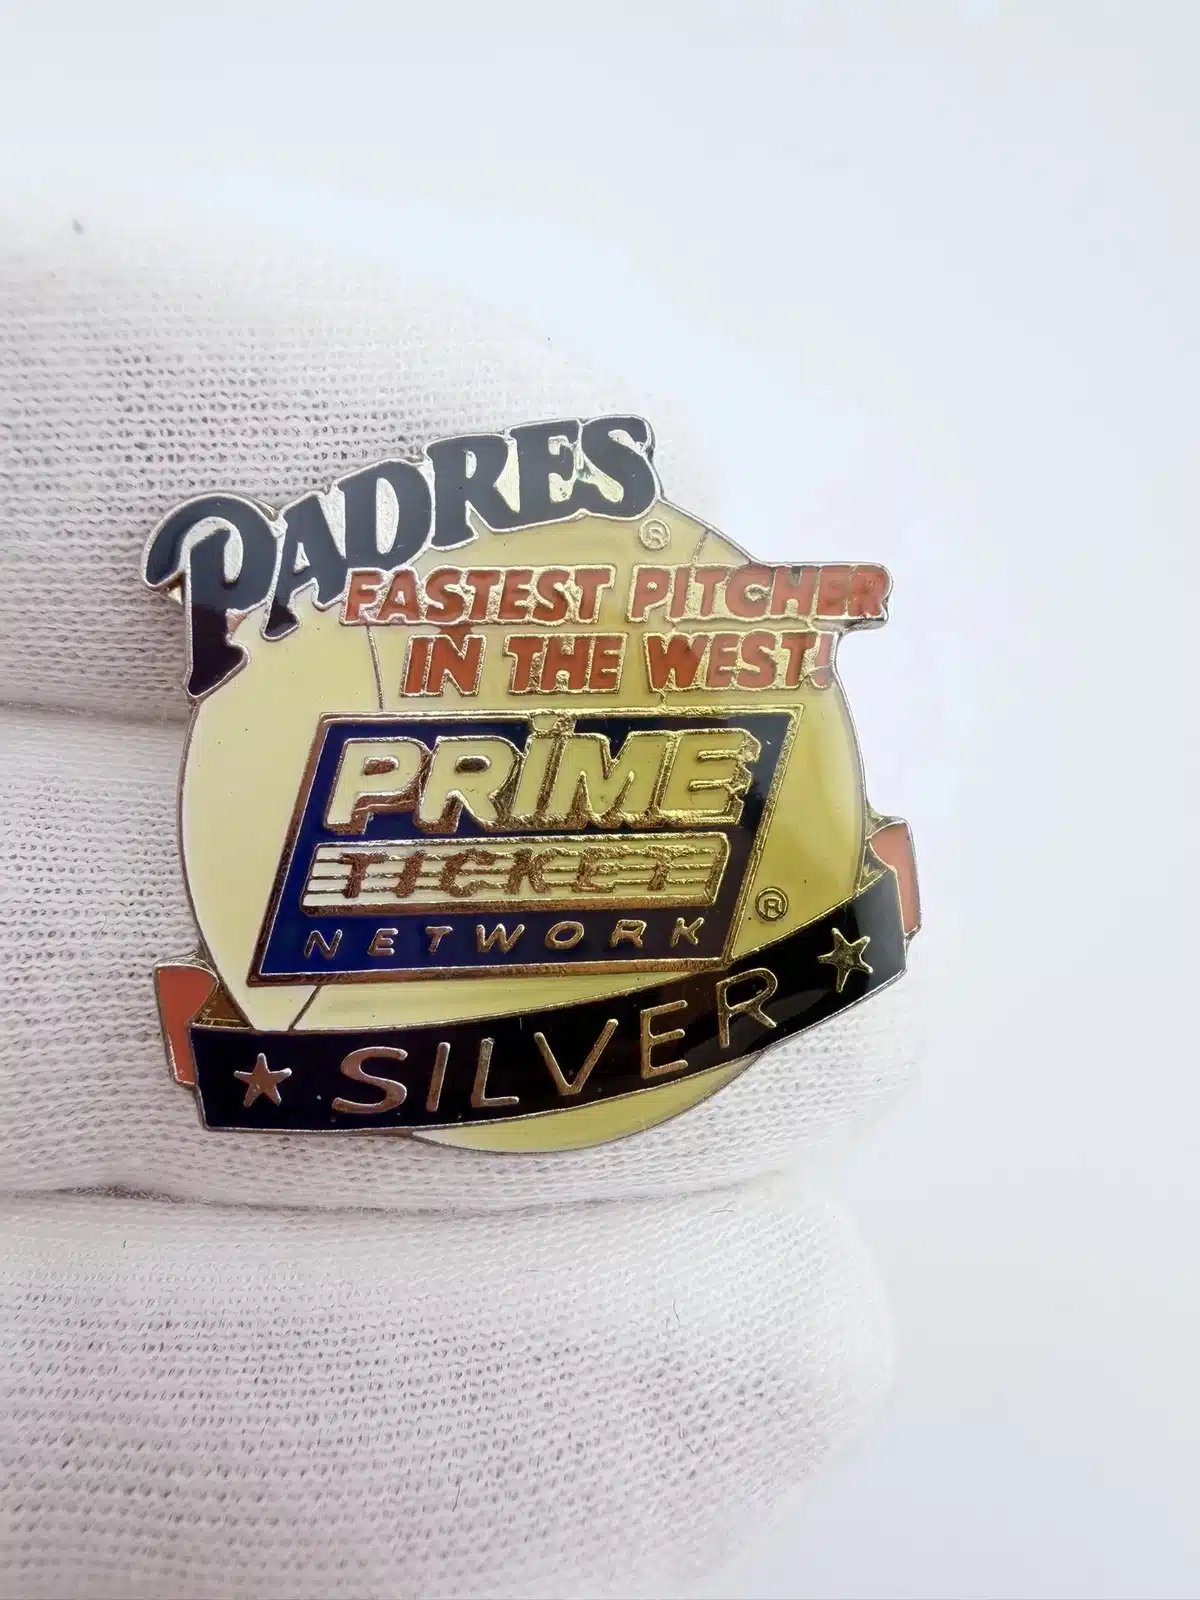 PADRES ®
FASTEST PITCHER
IN THE WEST!
PRiME
TICKET
NETWORK ®
★ SILVER ★